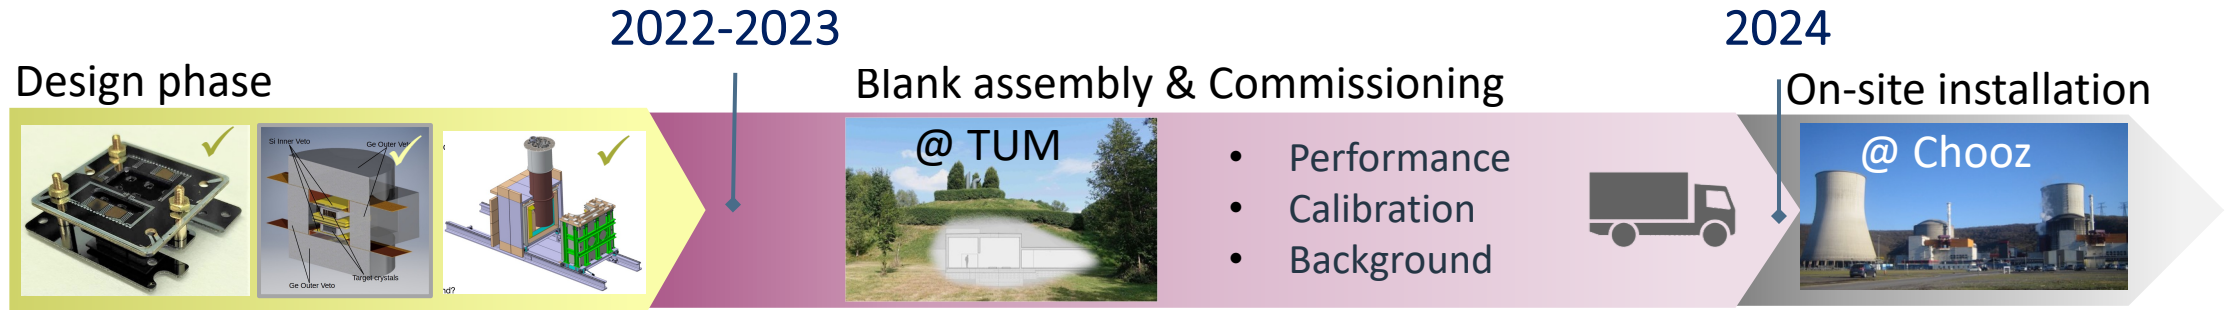 2022-2023
2024
Design phase
Blank assembly & Commissioning
On-site installation
Si Inner Veto
Ge Outer Veto
Ge Outer Veto
Target crystals
nd?
@ TUM
• Performance
• Calibration
• Background
@ Chooz